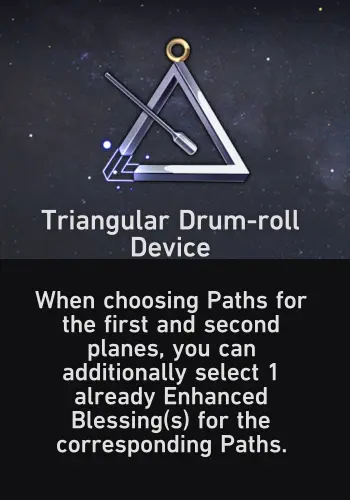 Triangular Drum-roll
Device
When choosing Paths for
the first and second
planes, you can
additionally select 1
already Enhanced
Blessing(s) for the
corresponding Paths.